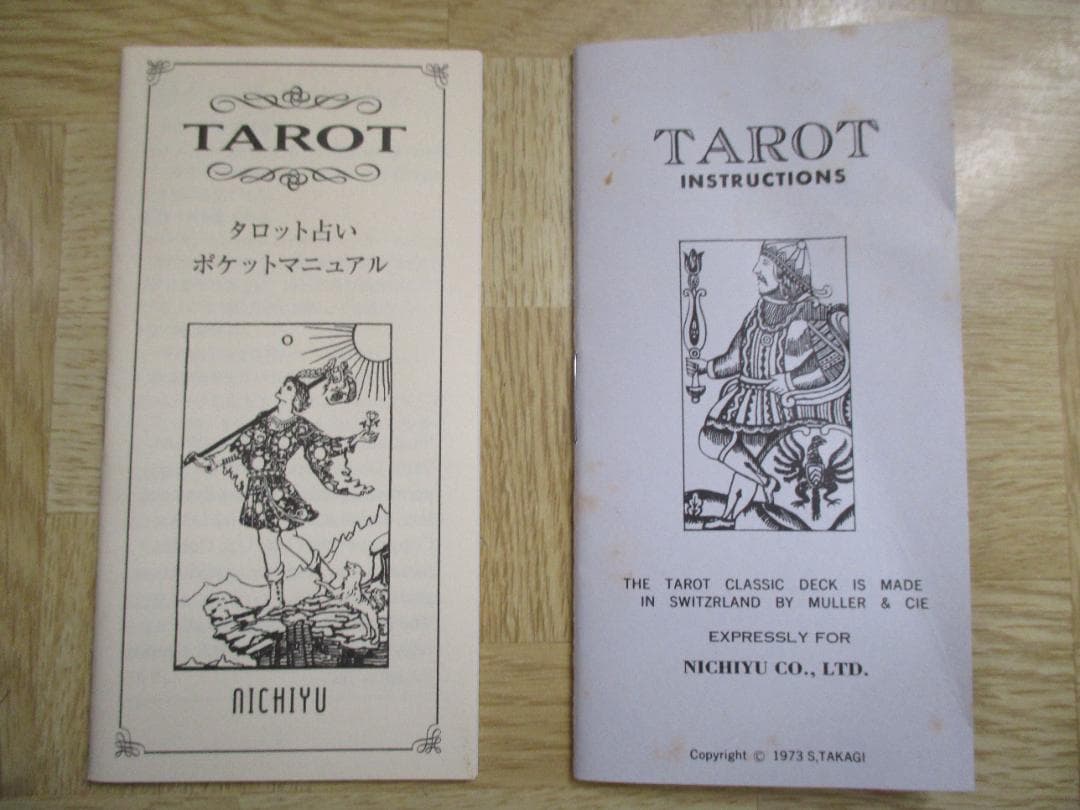 TAROT
タロット占い
ポケットマニュアル
NICHIYU
TAROT
INSTRUCTIONS
THE TAROT CLASSIC DECK IS MADE
IN SWITZRLAND BY MULLER & CIE
EXPRESSLY FOR
NICHIYU CO., LTD.
Copyright © 1973 S,TAKAGI